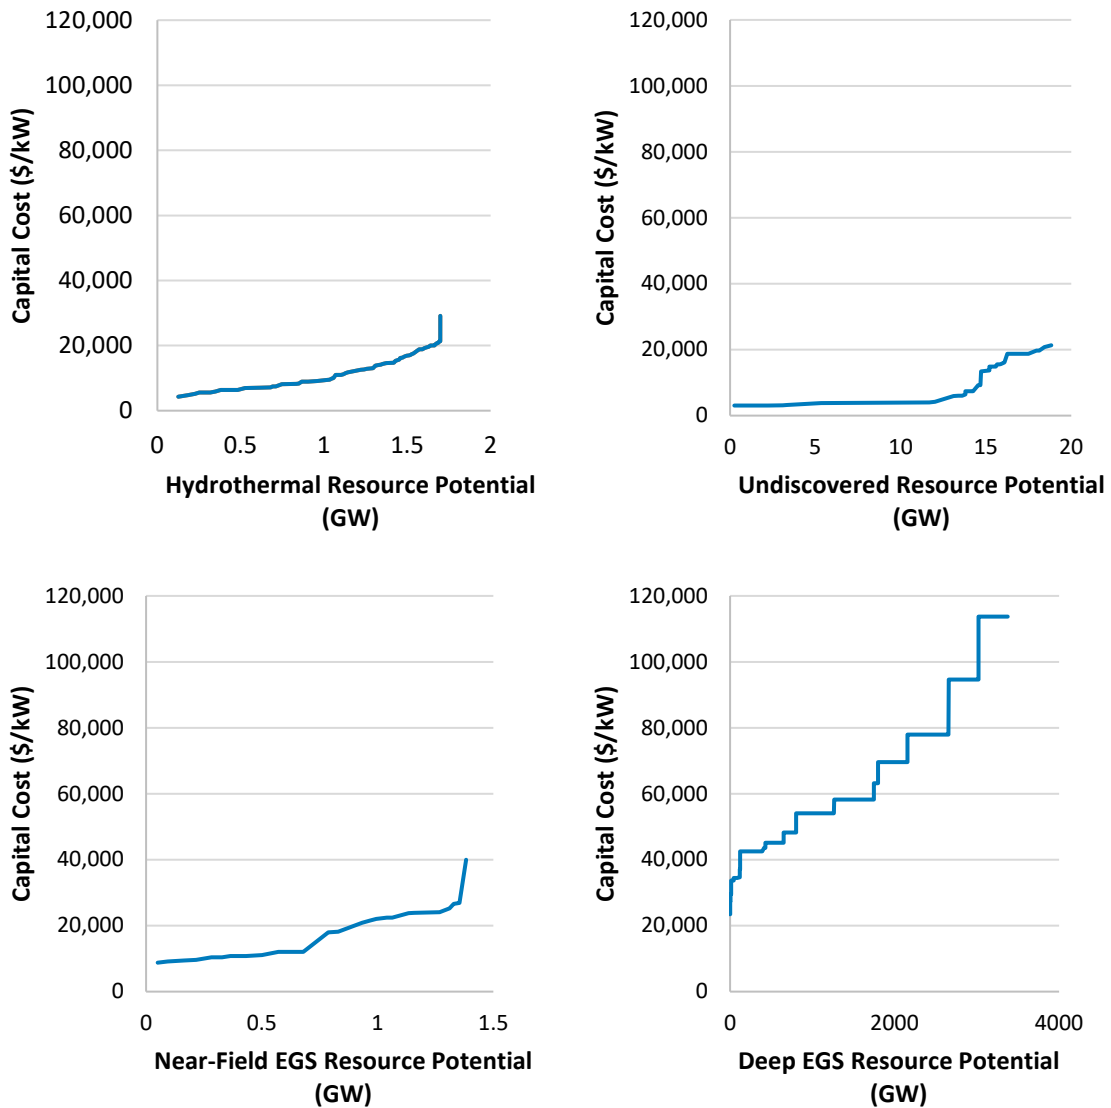 120,000
100,000
80,000
60,000
40,000
20,000
0
Capital Cost ($/kW)
0 0.5 1 1.5 2
Hydrothermal Resource Potential
(GW)
120,000
100,000
80,000
60,000
40,000
20,000
0
Capital Cost ($/kW)
0 5 10 15 20
Undiscovered Resource Potential
(GW)
120,000
100,000
80,000
60,000
40,000
20,000
0
Capital Cost ($/kW)
0 0.5 1 1.5
Near-Field EGS Resource Potential
(GW)
120,000
100,000
80,000
60,000
40,000
20,000
0
Capital Cost ($/kW)
0 2000 4000
Deep EGS Resource Potential
(GW)